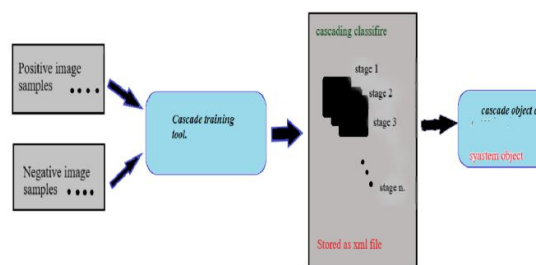 Positive image
samples ....
Negative image
samples ....
Cascade training
tool.
cascading classifire
stage 1
stage 2
stage 3
stage n.
Stored as xml file
cascade object
system object